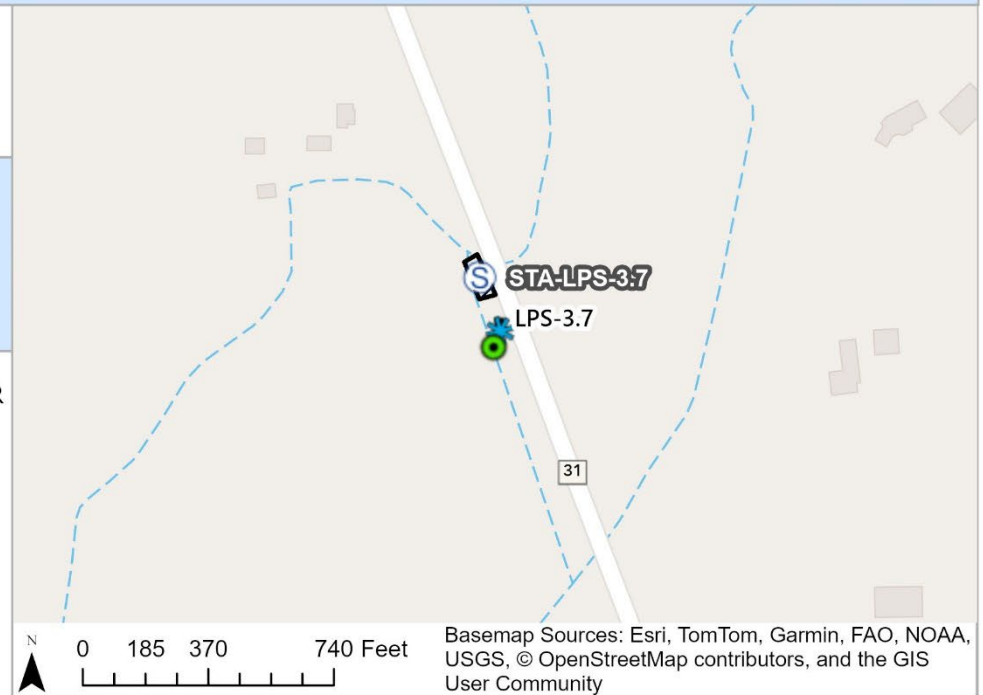 S STA-LPS-3.7
LPS-3.7
R
31
N
0 185 370 740 Feet
Basemap Sources: Esri, TomTom, Garmin, FAO, NOAA,
USGS, © OpenStreetMap contributors, and the GIS
User Community